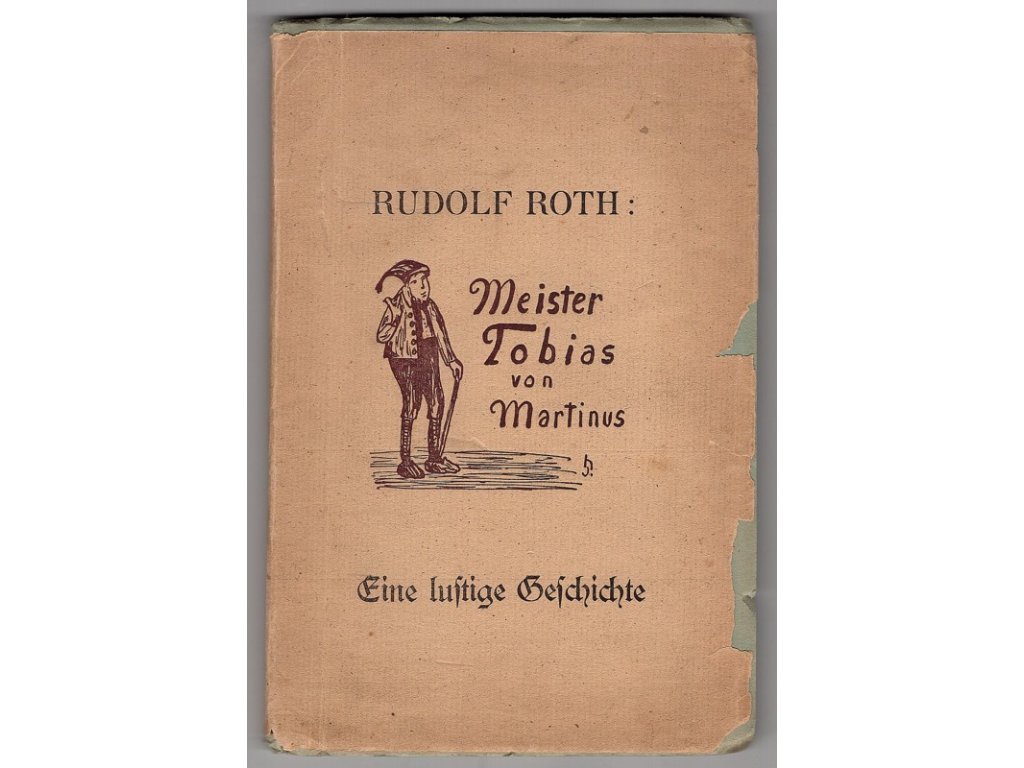 RUDOLF ROTH:
Meister
Tobias
von
Martinus
Eine luſtige Geſchichte